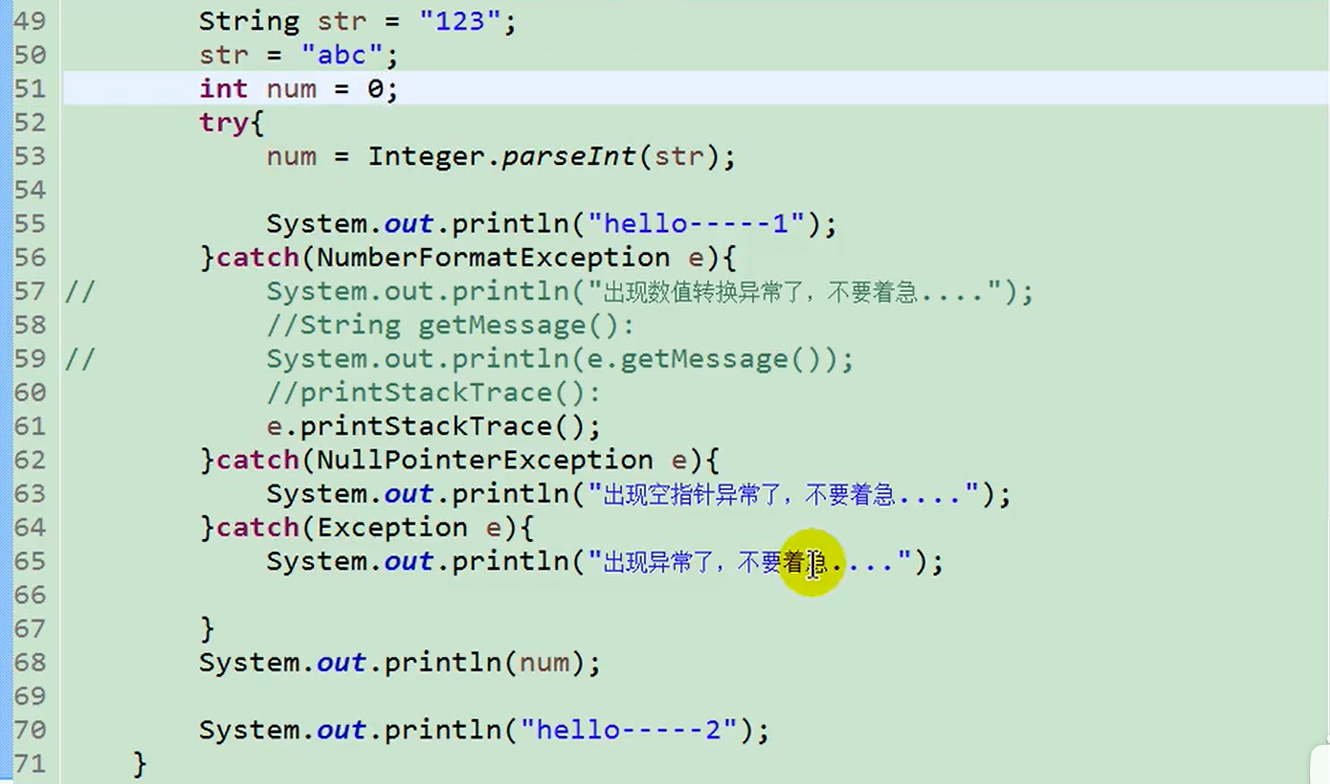 49 String str = "123";
50 str = "abc";
51 int num = 0;
52 try{
53 num = Integer.parseInt(str);
54
55 System.out.println("hello-----1");
56 }catch(NumberFormatException e){
57 // System.out.println("出现数值转换异常了，不要着急....");
58 //String getMessage():
59 // System.out.println(e.getMessage());
60 //printStackTrace():
61 e.printStackTrace();
62 }catch(NullPointerException e){
63 System.out.println("出现空指针异常了，不要着急....");
64 }catch(Exception e){
65 System.out.println("出现异常了，不要着急....");
66
67 }
68 System.out.println(num);
69
70 System.out.println("hello-----2");
71 }